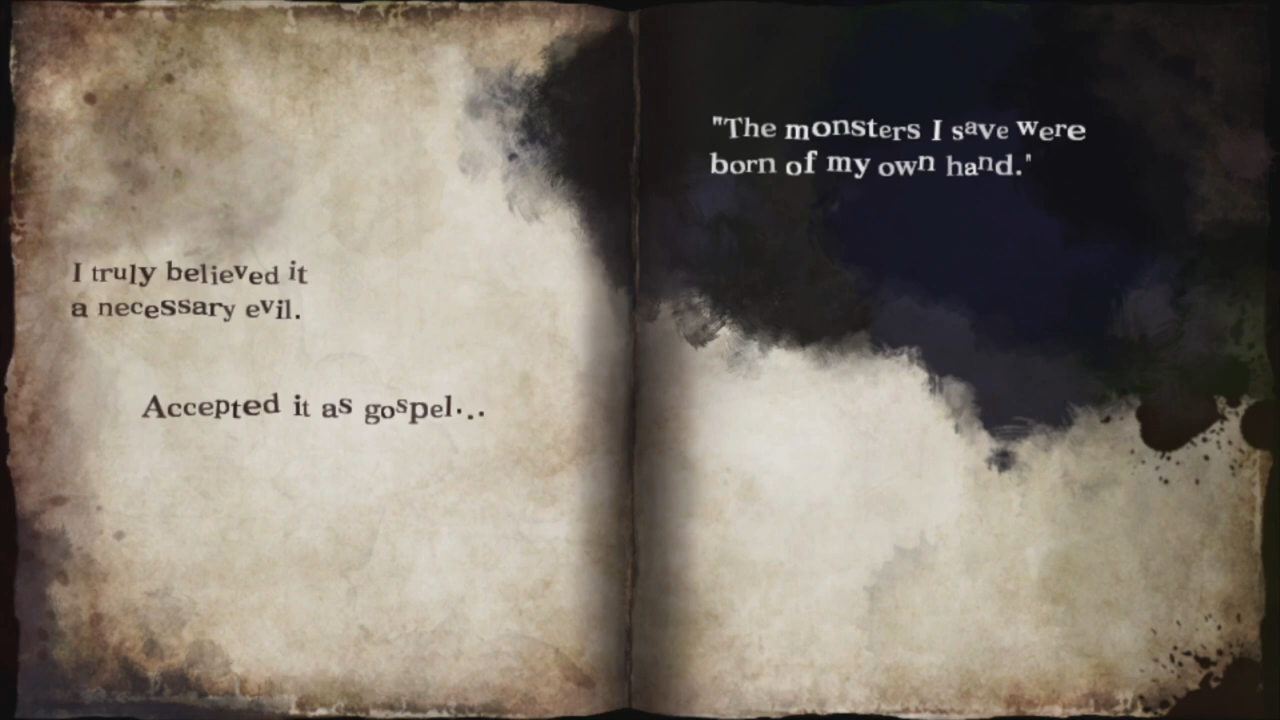 I truly believed it
a necessary evil.
Accepted it as gospel...
"The monsters I save were
born of my own hand."